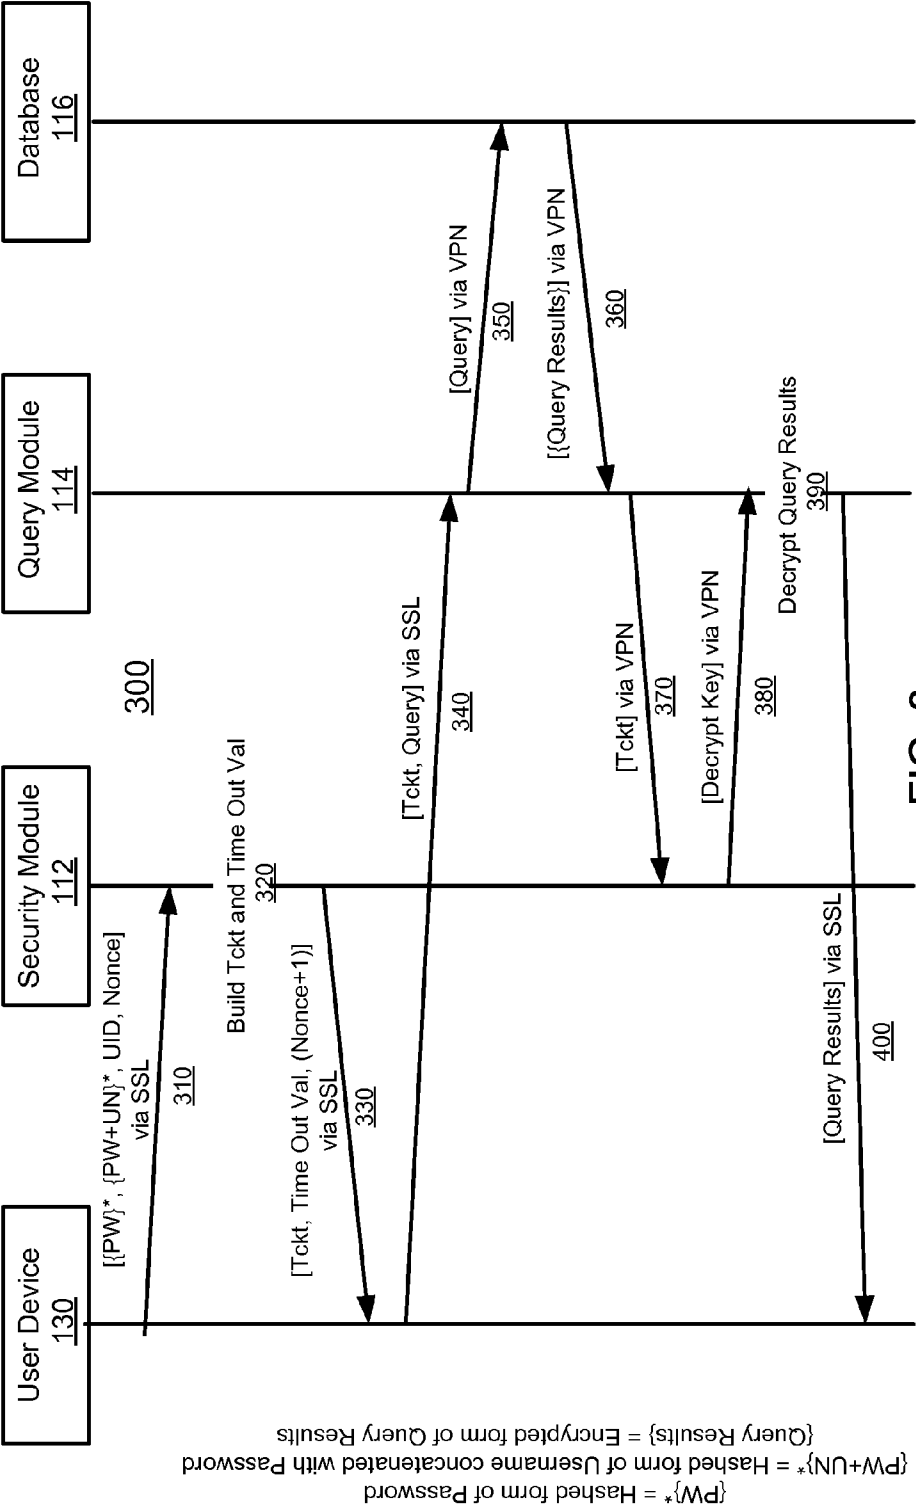 User Device
130
Security Module
112
Query Module
114
Database
116
300
[{PW}*, {PW+UN}*, UID, Nonce]
via SSL
310
Build Tckt and Time Out Val
320
[Tckt, Time Out Val, (Nonce+1)]
via SSL
330
[Tckt, Query] via SSL
340
[Query] via VPN
350
[{Query Results}] via VPN
360
[Tckt] via VPN
370
[Decrypt Key] via VPN
380
Decrypt Query Results
390
[Query Results] via SSL
400
{PW}* = Hashed form of Password
{PW+UN}* = Hashed form of Username concatenated with Password
{Query Results} = Encrypted form of Query Results
FIG.